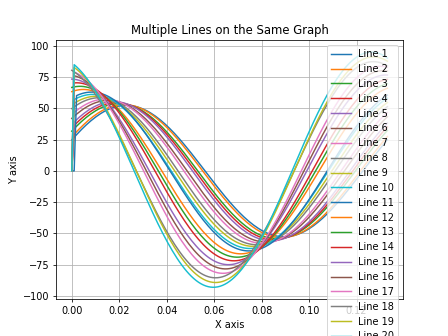 Multiple Lines on the Same Graph
Y axis
100
75
50
25
0
−25
−50
−75
−100
0.00
0.02
0.04
0.06
0.08
0.10
X axis
Line 1
Line 2
Line 3
Line 4
Line 5
Line 6
Line 7
Line 8
Line 9
Line 10
Line 11
Line 12
Line 13
Line 14
Line 15
Line 16
Line 17
Line 18
Line 19
Line 20